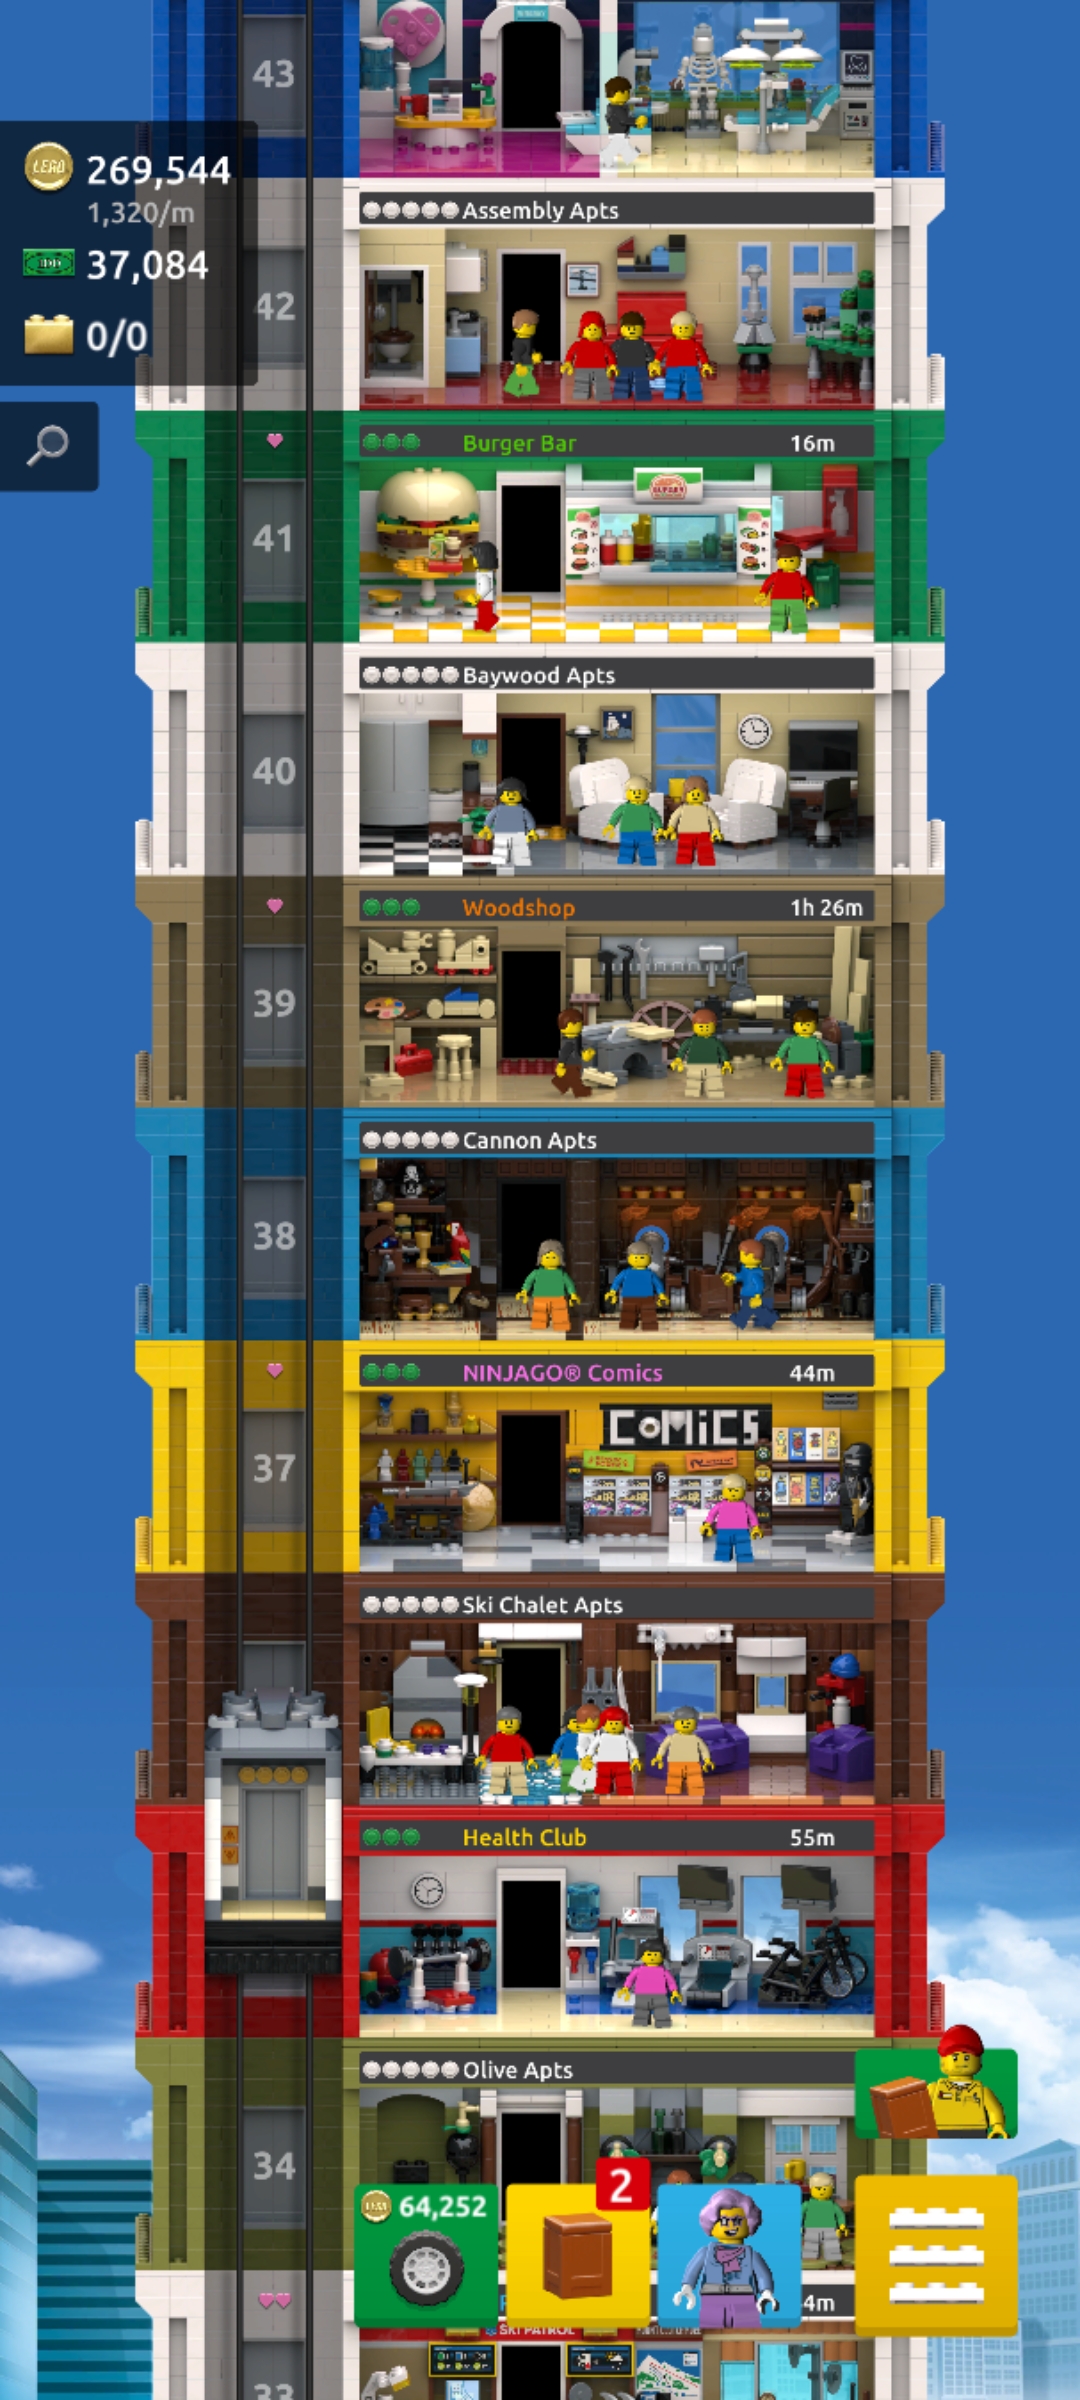 43
LEGO 269,544
1,320/m
37,084
0/0
Assembly Apts
42
Burger Bar 16m
41
Baywood Apts
40
Woodshop 1h 26m
39
Cannon Apts
38
NINJAGO® Comics 44m
COMiCS
37
Ski Chalet Apts
Health Club 55m
Olive Apts
34
64,252
2
4m
SKI PATROL
33